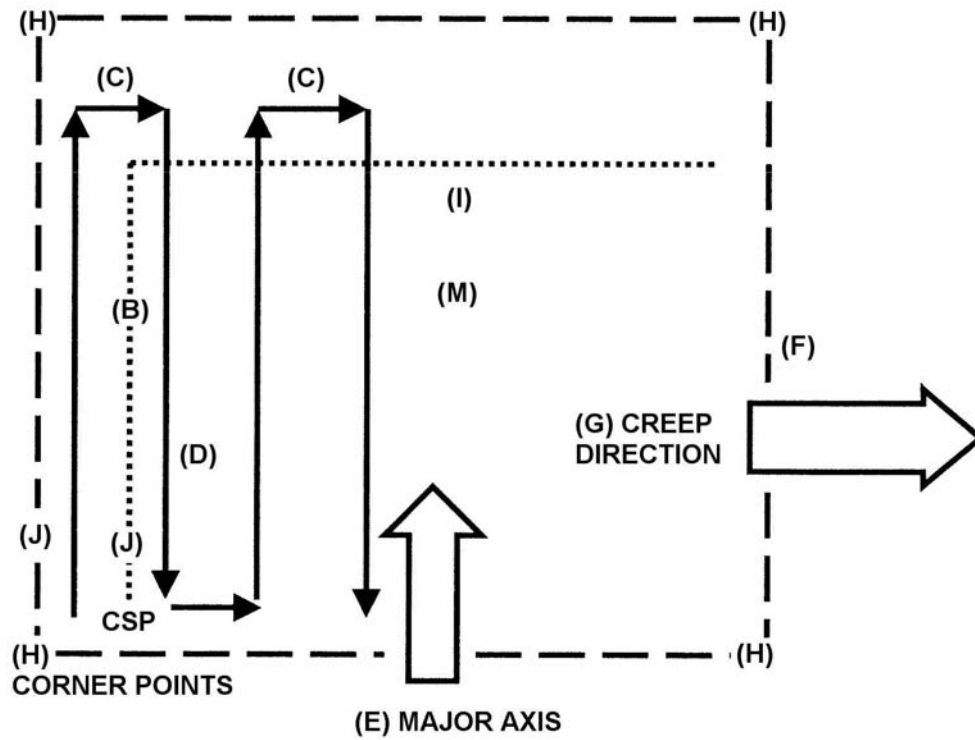 (H) (H)
(C) (C)
(I)
(M)
(B)
(F)
(G) CREEP
DIRECTION
(D)
(J) (J)
CSP
(H) (H)
CORNER POINTS
(E) MAJOR AXIS